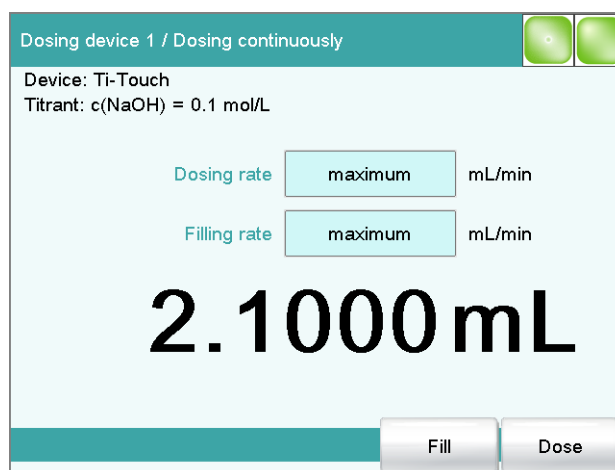 Dosing device 1 / Dosing continuously
Device: Ti-Touch
Titrant: c(NaOH) = 0.1 mol/L
Dosing rate maximum mL/min
Filling rate maximum mL/min
2.1000 mL
Fill Dose